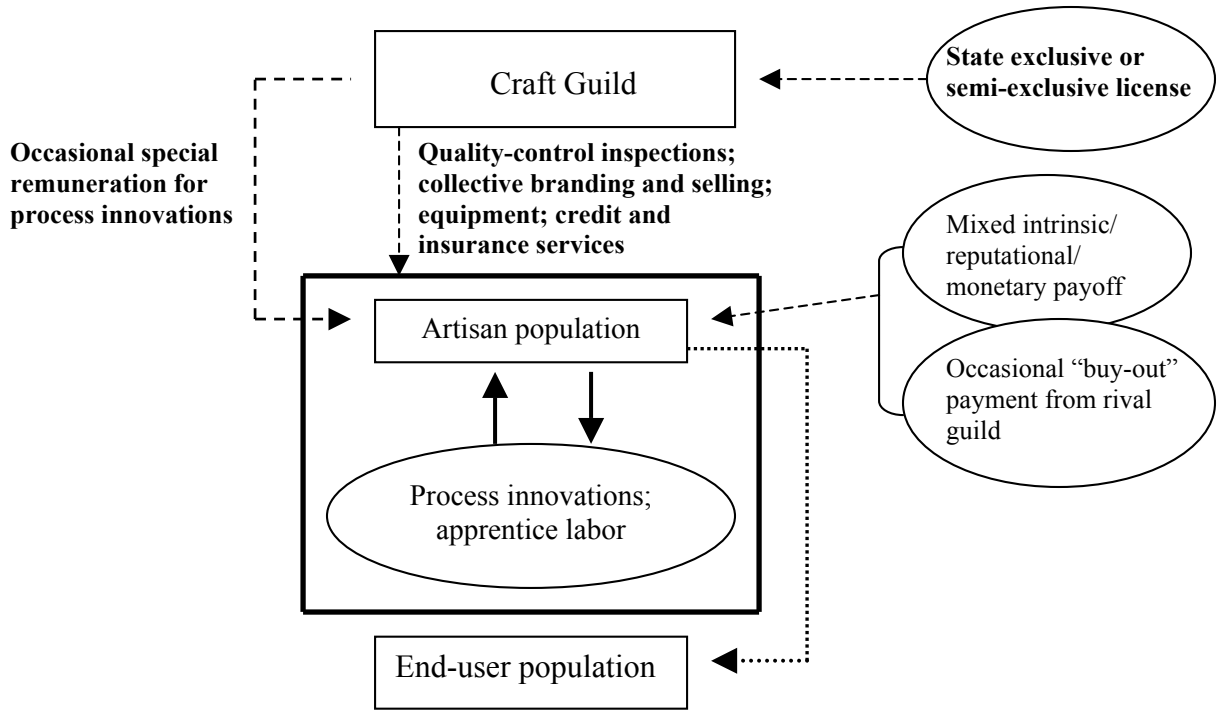 State exclusive or
semi-exclusive license
Craft Guild
Occasional special
remuneration for
process innovations
Quality-control inspections;
collective branding and selling;
equipment; credit and
insurance services
Mixed intrinsic/
reputational/
monetary payoff
Artisan population
Occasional “buy-out”
payment from rival
guild
Process innovations;
apprentice labor
End-user population